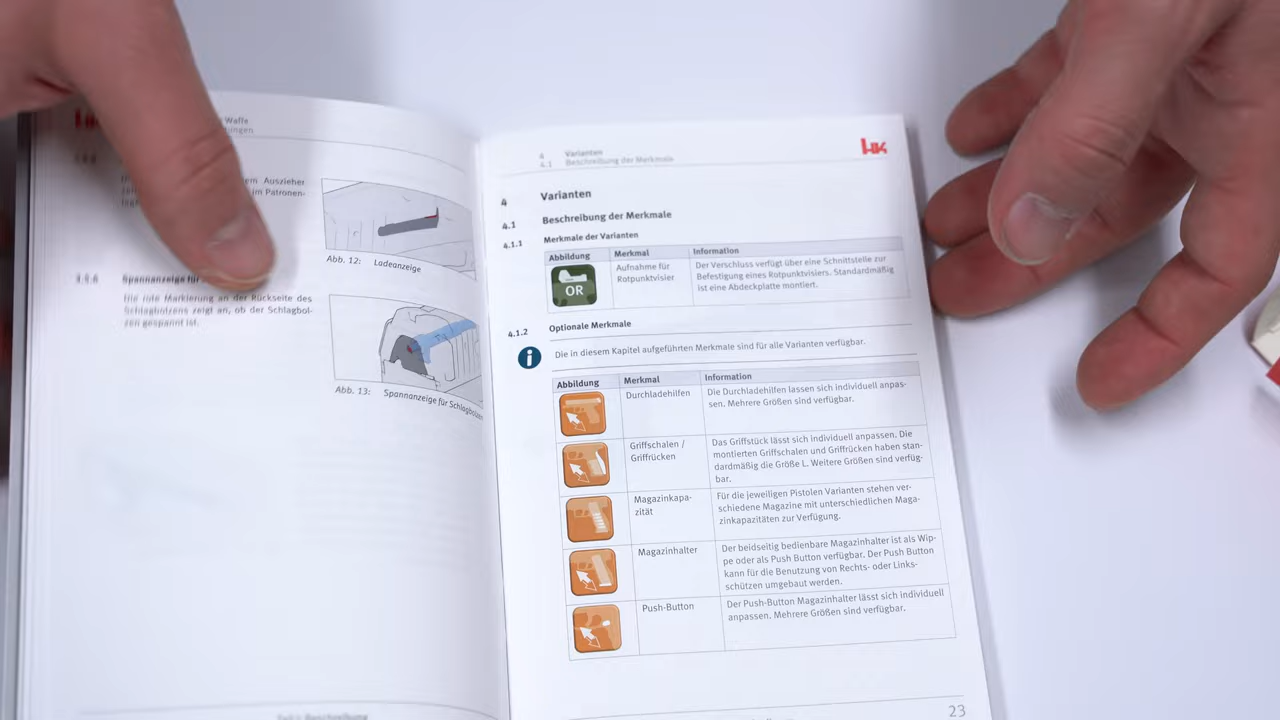 Waffe
em Auszieher
im Patronen-
Abb. 12: Ladeanzeige
Spannanzeige für
Die rote Markierung an der Rückseite des
Schlagbolzens zeigt an, ob der Schlagbol-
zen gespannt ist.
Abb. 13: Spannanzeige für Schlagbolzen
4 Varianten
4.1 Beschreibung der Merkmale
HK
4 Varianten
4.1 Beschreibung der Merkmale
4.1.1 Merkmale der Varianten
Abbildung Merkmal Information
OR
Aufnahme für
Rotpunktvisier
Der Verschluss verfügt über eine Schnittstelle zur
Befestigung eines Rotpunktvisiers. Standardmäßig
ist eine Abdeckplatte montiert.
4.1.2 Optionale Merkmale
i
Die in diesem Kapitel aufgeführten Merkmale sind für alle Varianten verfügbar.
Abbildung Merkmal Information
Durchladehilfen
Die Durchladehilfen lassen sich individuell anpas-
sen. Mehrere Größen sind verfügbar.
Griffschalen /
Griffrücken
Das Griffstück lässt sich individuell anpassen. Die
montierten Griffschalen und Griffrücken haben stan-
dardmäßig die Größe L. Weitere Größen sind verfüg-
bar.
Magazinkapa-
zität
Für die jeweiligen Pistolen Varianten stehen ver-
schiedene Magazine mit unterschiedlichen Maga-
zinkapazitäten zur Verfügung.
Magazinhalter
Der beidseitig bedienbare Magazinhalter ist als Wip-
pe oder als Push Button verfügbar. Der Push Button
kann für die Benutzung von Rechts- oder Links-
schützen umgebaut werden.
Push-Button
Der Push-Button Magazinhalter lässt sich individuell
anpassen. Mehrere Größen sind verfügbar.
23